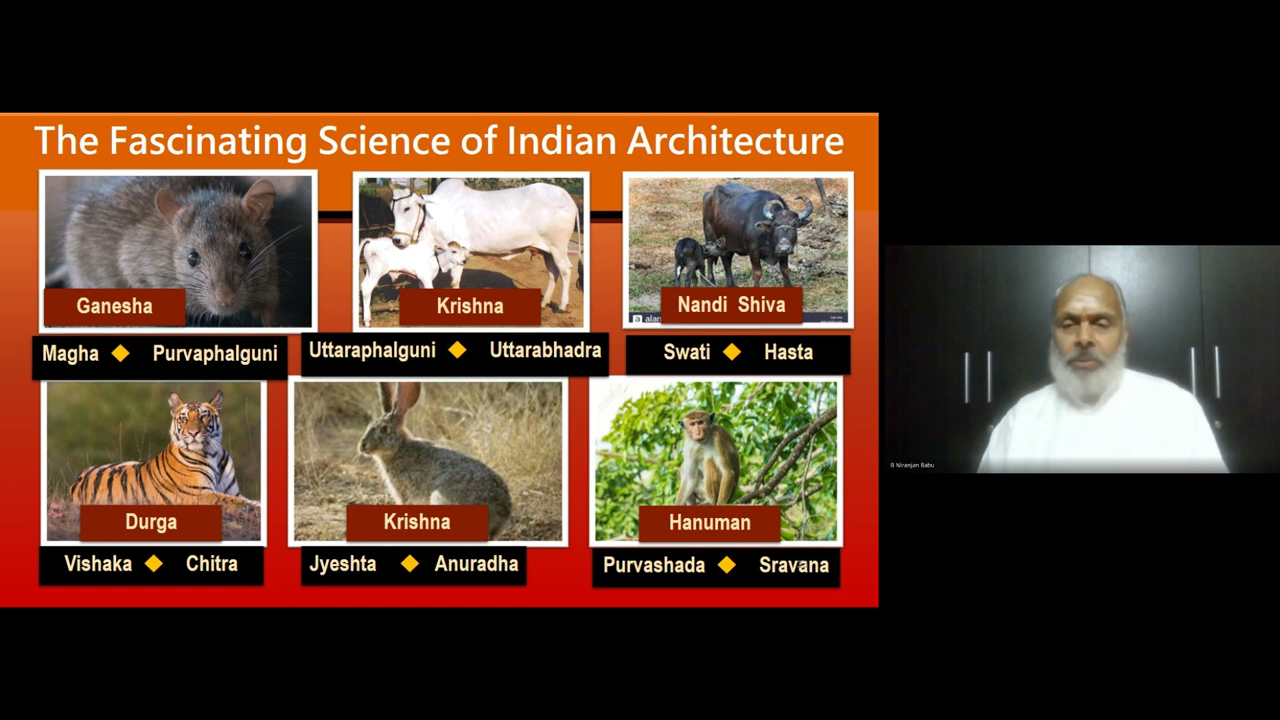 The Fascinating Science of Indian Architecture
Ganesha
Krishna
Nandi Shiva
Magha ◆ Purvaphalguni
Uttaraphalguni ◆ Uttarabhadra
Swati ◆ Hasta
Durga
Krishna
Hanuman
Vishaka ◆ Chitra
Jyeshta ◆ Anuradha
Purvashada ◆ Sravana
B Niranjan Babu